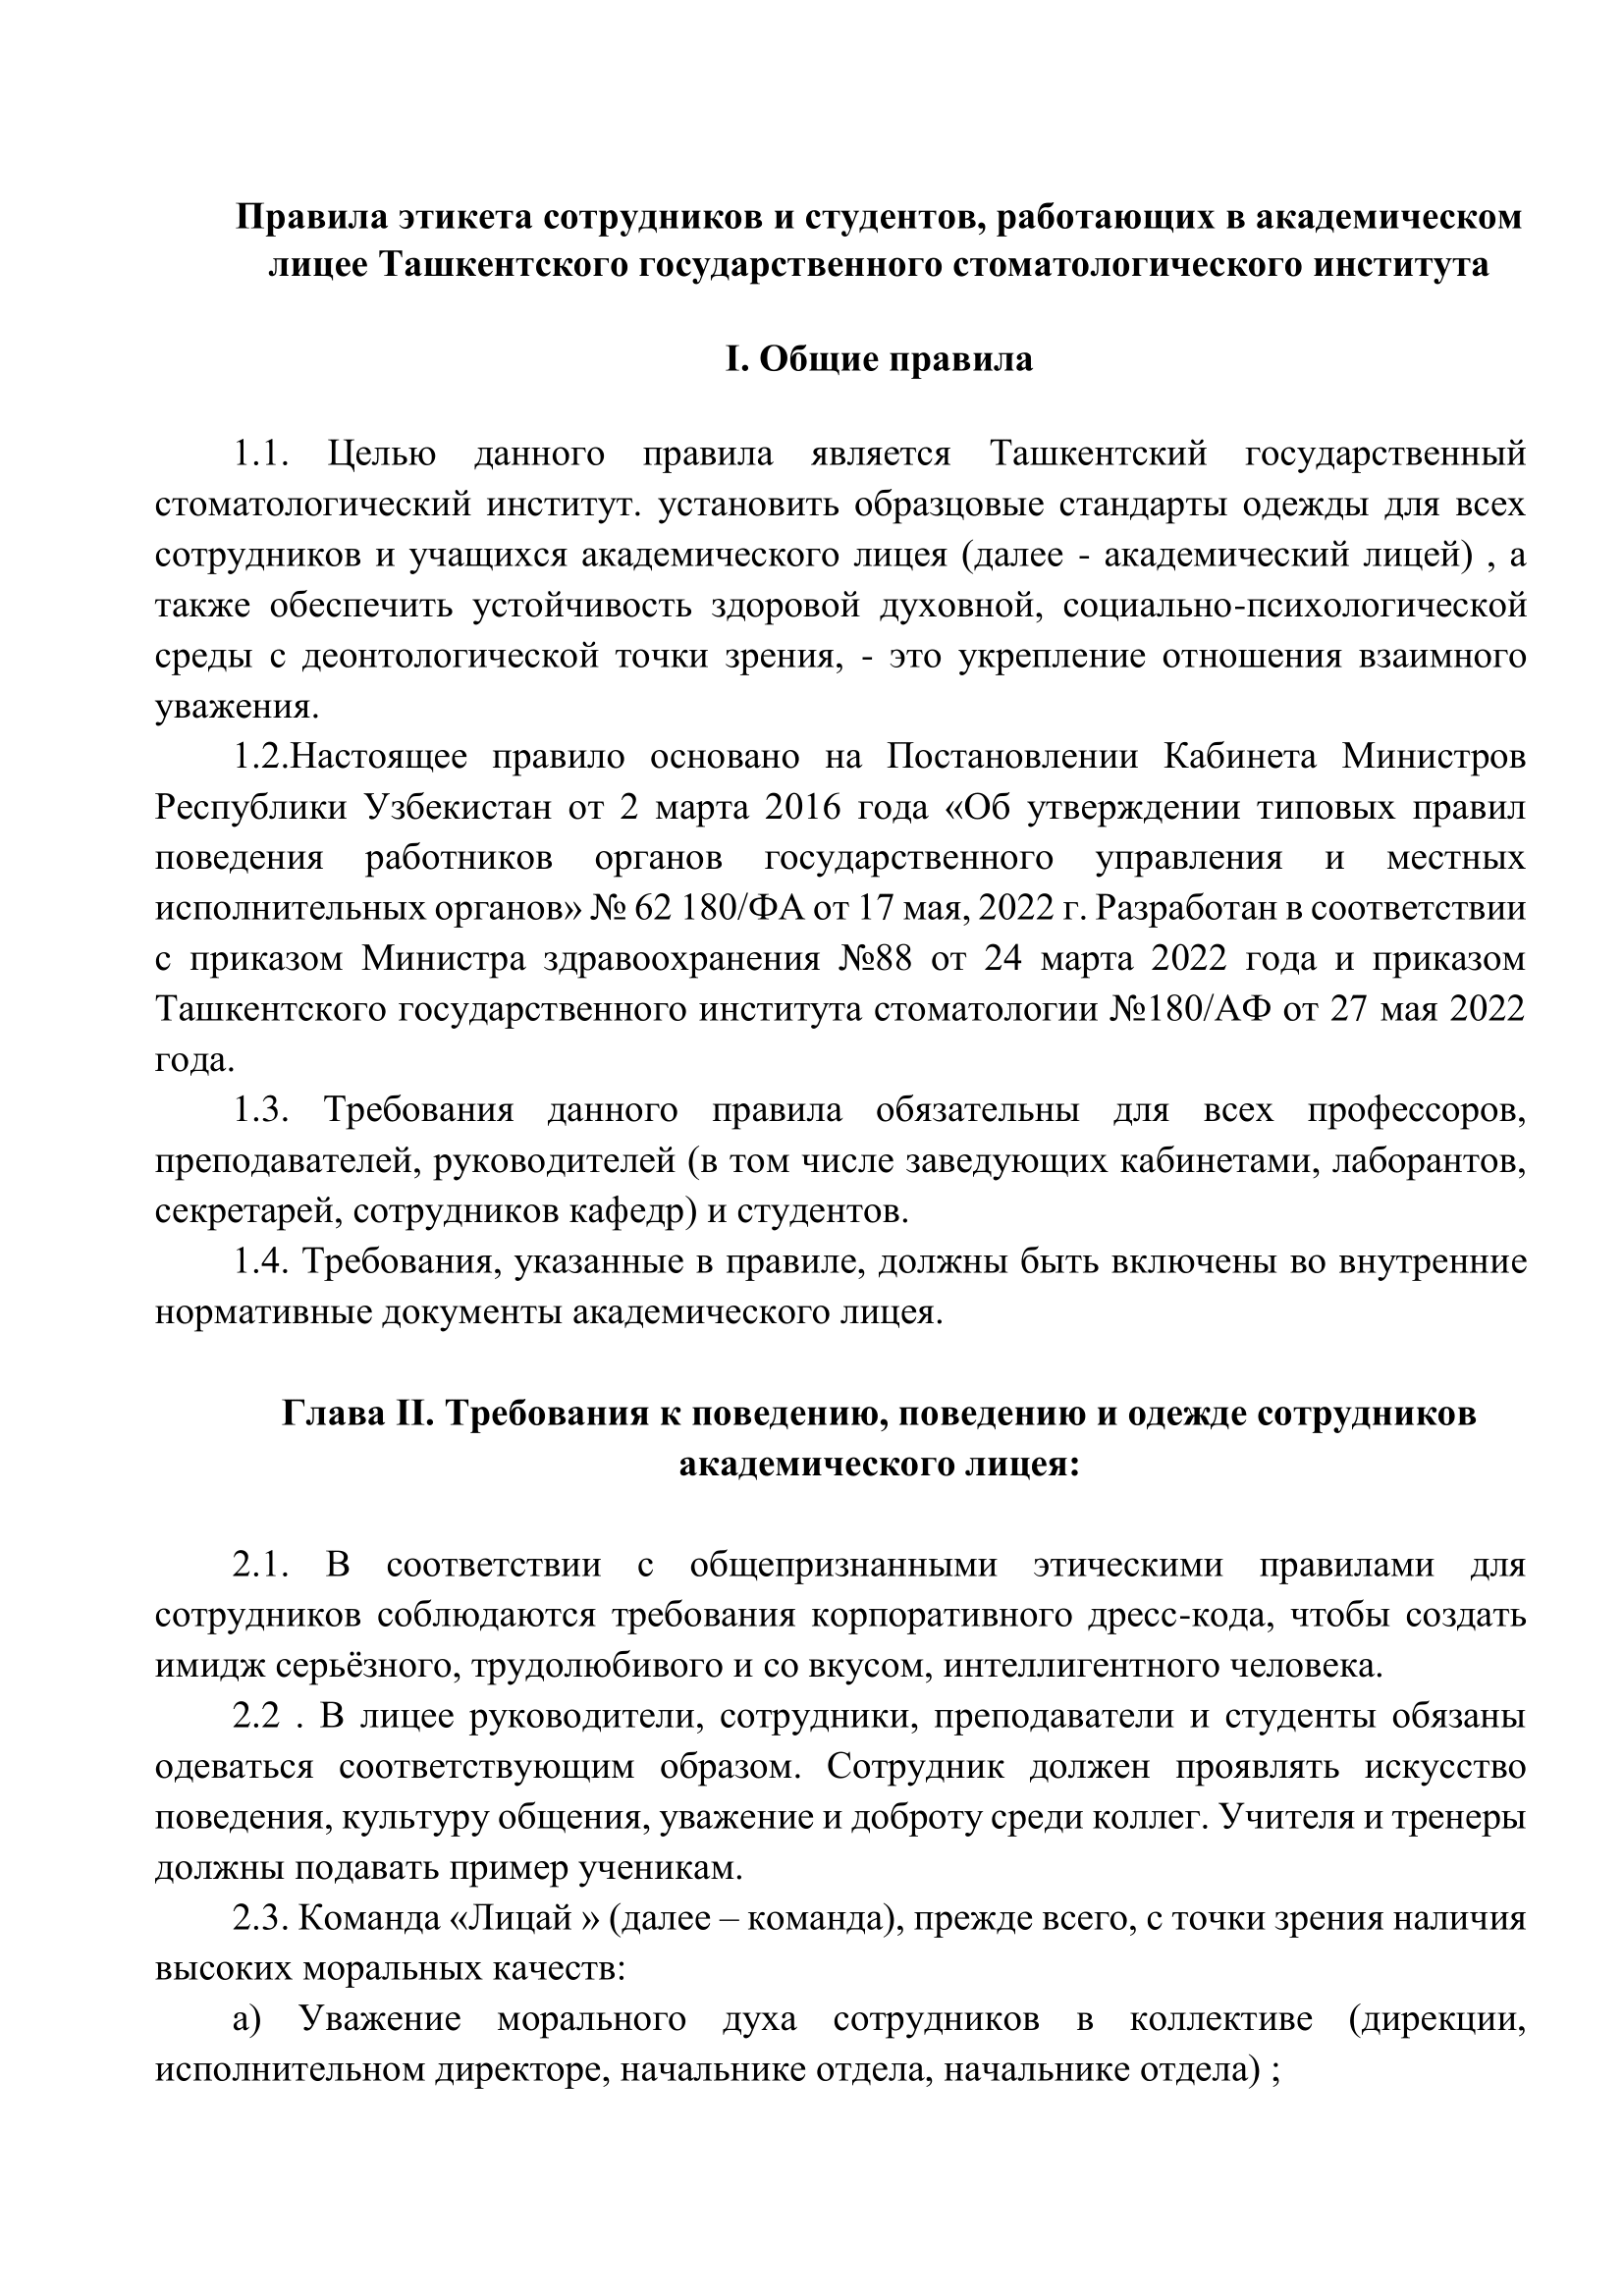 Правила этикета сотрудников и студентов, работающих в академическом
лицее Ташкентского государственного стоматологического института
I. Общие правила
1.1. Целью данного правила является Ташкентский государственный
стоматологический институт. установить образцовые стандарты одежды для всех
сотрудников и учащихся академического лицея (далее - академический лицей) , а
также обеспечить устойчивость здоровой духовной, социально-психологической
среды с деонтологической точки зрения, - это укрепление отношения взаимного
уважения.
1.2.Настоящее правило основано на Постановлении Кабинета Министров
Республики Узбекистан от 2 марта 2016 года «Об утверждении типовых правил
поведения работников органов государственного управления и местных
исполнительных органов» № 62 180/ФА от 17 мая, 2022 г. Разработан в соответствии
с приказом Министра здравоохранения №88 от 24 марта 2022 года и приказом
Ташкентского государственного института стоматологии №180/АФ от 27 мая 2022
года.
1.3. Требования данного правила обязательны для всех профессоров,
преподавателей, руководителей (в том числе заведующих кабинетами, лаборантов,
секретарей, сотрудников кафедр) и студентов.
1.4. Требования, указанные в правиле, должны быть включены во внутренние
нормативные документы академического лицея.
Глава II. Требования к поведению, поведению и одежде сотрудников
академического лицея:
2.1. В соответствии с общепризнанными этическими правилами для
сотрудников соблюдаются требования корпоративного дресс-кода, чтобы создать
имидж серьёзного, трудолюбивого и со вкусом, интеллигентного человека.
2.2 . В лицее руководители, сотрудники, преподаватели и студенты обязаны
одеваться соответствующим образом. Сотрудник должен проявлять искусство
поведения, культуру общения, уважение и доброту среди коллег. Учителя и тренеры
должны подавать пример ученикам.
2.3. Команда «Лицай » (далее – команда), прежде всего, с точки зрения наличия
высоких моральных качеств:
а) Уважение морального духа сотрудников в коллективе (дирекции,
исполнительном директоре, начальнике отдела, начальнике отдела) ;